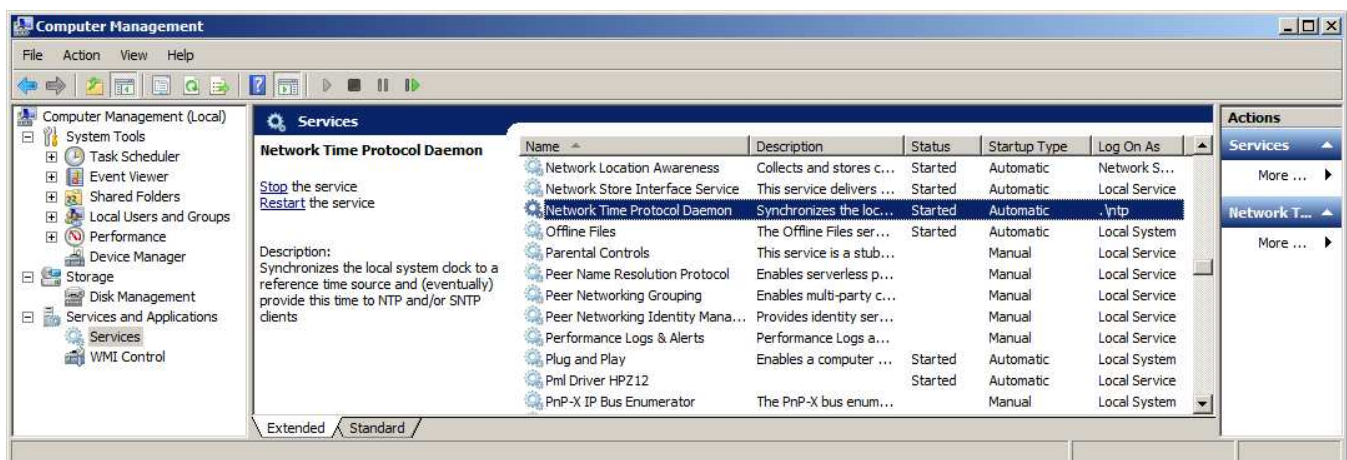 Computer Management
File Action View Help
Computer Management (Local)
System Tools
Task Scheduler
Event Viewer
Shared Folders
Local Users and Groups
Performance
Device Manager
Storage
Disk Management
Services and Applications
Services
WMI Control
Services
Network Time Protocol Daemon
Stop the service
Restart the service
Description:
Synchronizes the local system clock to a
reference time source and (eventually)
provide this time to NTP and/or SNTP
clients
Name Description Status Startup Type Log On As
Network Location Awareness Collects and stores c... Started Automatic Network S...
Network Store Interface Service This service delivers ... Started Automatic Local Service
Network Time Protocol Daemon Synchronizes the loc... Started Automatic .\ntp
Offline Files The Offline Files ser... Started Automatic Local System
Parental Controls This service is a stub... Manual Local Service
Peer Name Resolution Protocol Enables serverless p... Manual Local Service
Peer Networking Grouping Enables multi-party c... Manual Local Service
Peer Networking Identity Mana... Provides identity ser... Manual Local Service
Performance Logs & Alerts Performance Logs a... Manual Local Service
Plug and Play Enables a computer ... Started Automatic Local System
Pml Driver HPZ12 Started Automatic Local Service
PnP-X IP Bus Enumerator The PnP-X bus enum... Manual Local System
Extended Standard
Actions
Services
More ...
Network T...
More ...